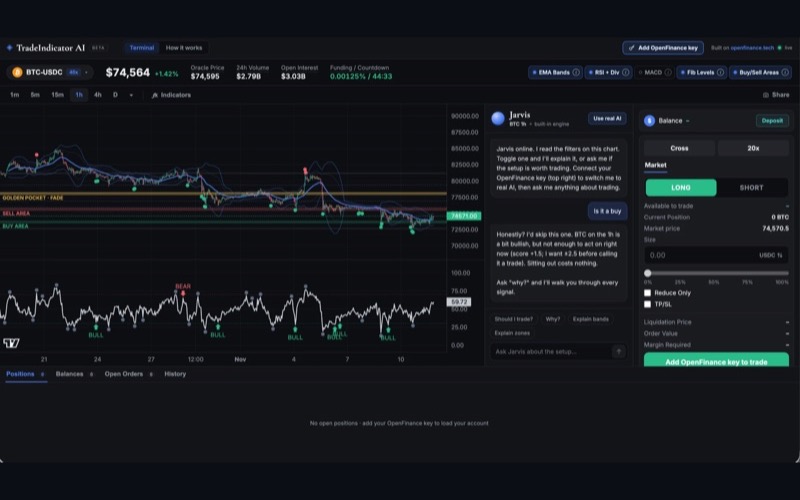 TradeIndicator AI BETA Terminal How it works Add OpenFinance key Built on openfinance.tech live
BTC-USDC 40x $74,564 +1.42%
Oracle Price 24h Volume Open Interest Funding / Countdown
$74,595 $2.79B $3.03B 0.00125% / 44:33
EMA Bands RSI + Div MACD Fib Levels Buy/Sell Areas
1m 5m 15m 1h 4h D Indicators Share
90000.00
87500.00
85000.00
82500.00
80000.00
77500.00
74571.00
72500.00
70000.00
GOLDEN POCKET · FADE
SELL AREA
BUY AREA
100.00
75.00
59.72
50.00
25.00
0.00
BEAR
BULL BULL BULL BULL BULL BULL
21 24 27 12:00 Nov 4 7 10
Jarvis
BTC 1h · built in engine
Use real AI
Jarvis online. I read the filters on this chart.
Toggle one and I'll explain it, or ask me if
the setup is worth trading. Connect your
OpenFinance key (top right) to switch me to
real AI, then ask me anything about trading.
Is it a buy
Honestly? I'd skip this one. BTC on the 1h is
a bit bullish, but not enough to act on right
now (score +1.5; I want ±2.5 before calling
it a trade). Sitting out costs nothing.
Ask "why?" and I'll walk you through every
signal.
Should I trade? Why? Explain bands
Explain zones
Ask Jarvis about the setup...
Balance Deposit
Cross 20x
Market
LONG SHORT
Available to trade
Current Position 0 BTC
Market price 74,570.5
Size
0.00 USDC %
0% 25% 50% 75% 100%
Reduce Only
TP/SL
Liquidation Price
Order Value
Margin Required
Add OpenFinance key to trade
Positions Balances Open Orders History
No open positions · add your OpenFinance key to load your account